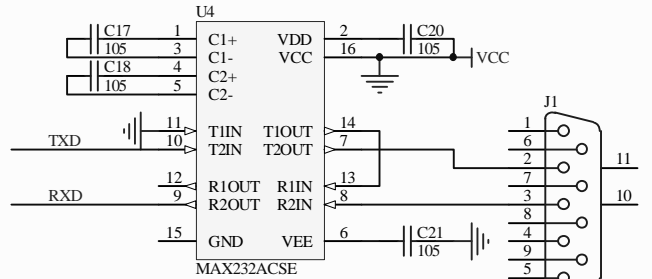 U4
C17
105
1
3
C18
105
4
5
C1+
C1-
C2+
C2-
VDD
VCC
2
16
C20
105
VCC
J1
TXD
11
10
T1IN
T2IN
T1OUT
T2OUT
14
7
RXD
12
9
R1OUT
R2OUT
R1IN
R2IN
13
8
15
GND
VEE
6
C21
105
MAX232ACSE
1
6
2
7
3
8
4
9
5
11
10